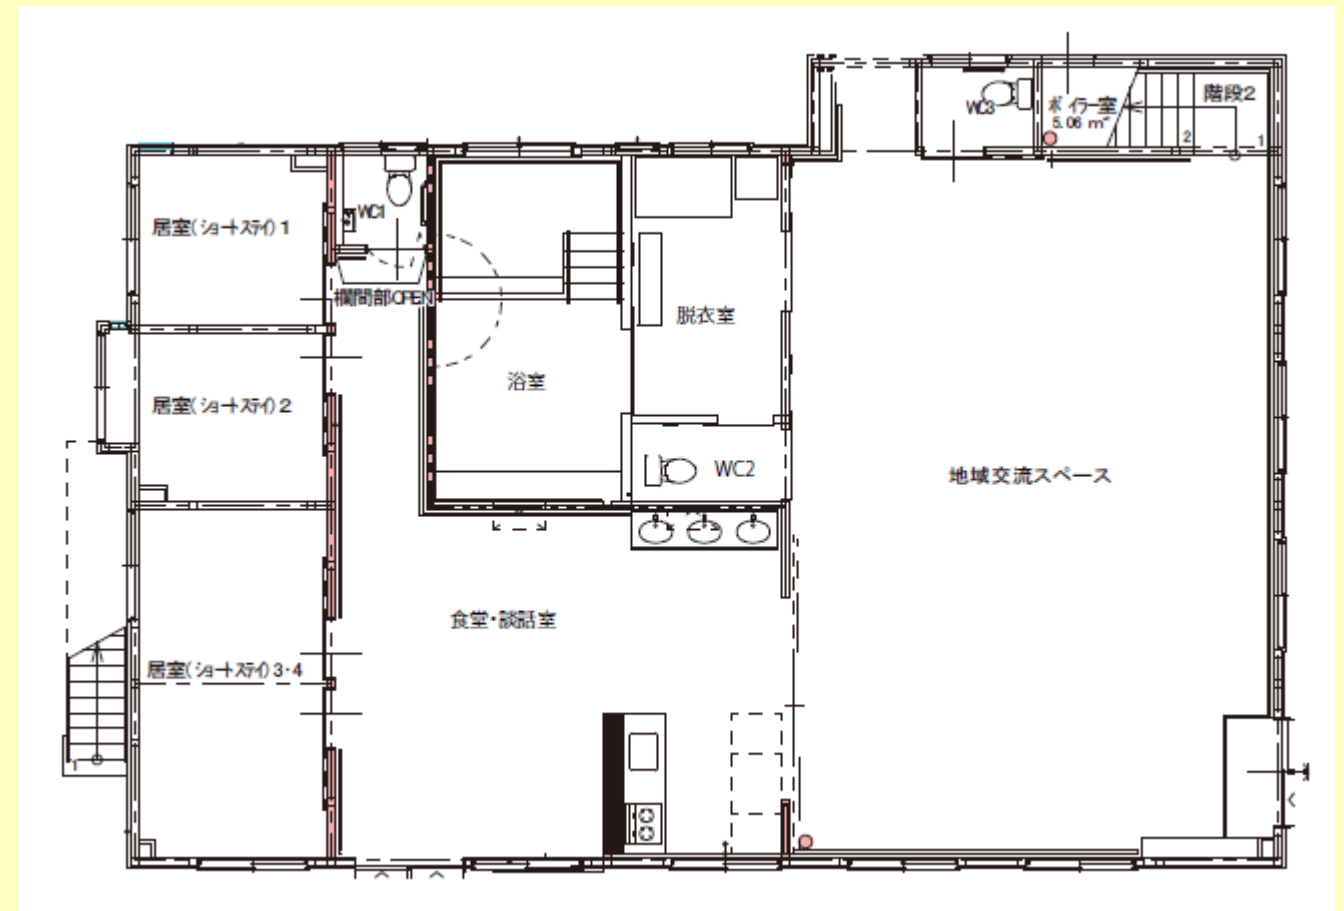 階段2
WC3
ボイラー室
5.06 ㎡
2
1
居室(ショートステイ)1
WC1
欄間部OPEN
脱衣室
浴室
居室(ショートステイ)2
WC2
地域交流スペース
食堂・談話室
居室(ショートステイ)3・4
1